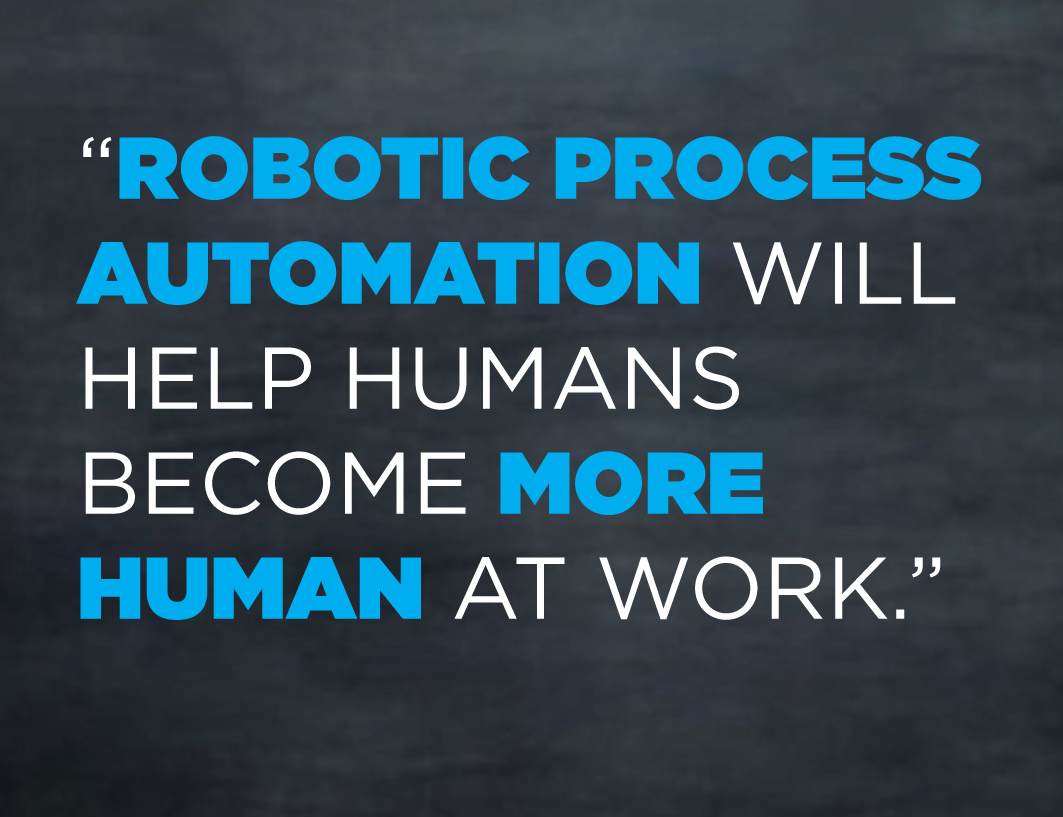 “ROBOTIC PROCESS
AUTOMATION WILL
HELP HUMANS
BECOME MORE
HUMAN AT WORK.”